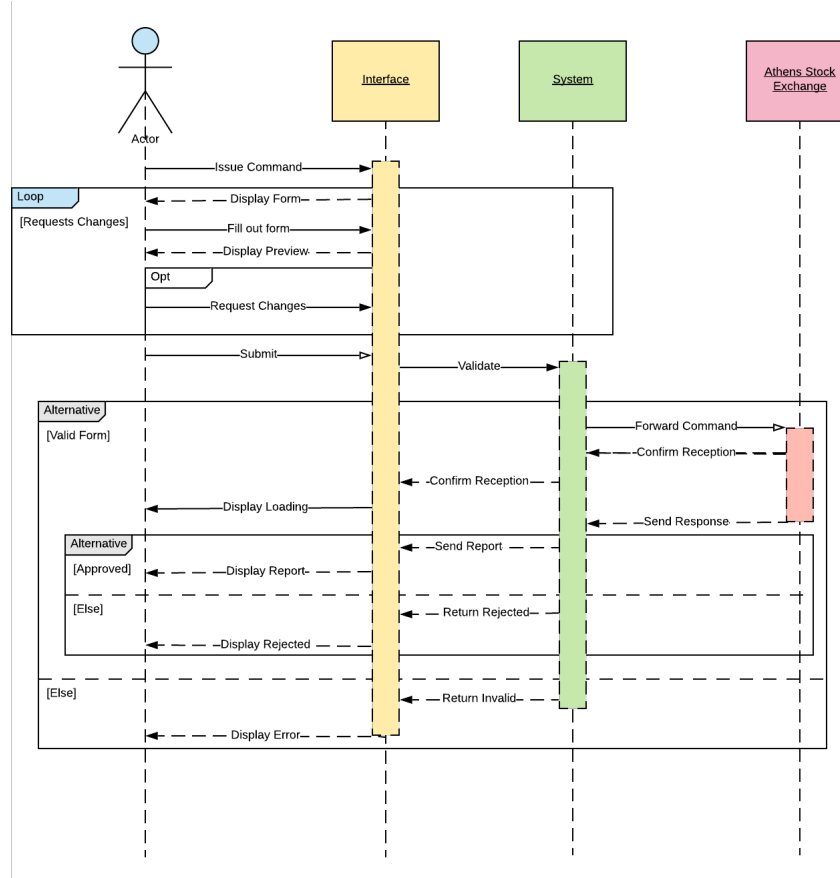 Interface
System
Athens Stock
Exchange
Actor
Issue Command
Loop
Display Form
[Requests Changes]
Fill out form
Display Preview
Opt
Request Changes
Submit
Validate
Alternative
[Valid Form]
Forward Command
Confirm Reception
Confirm Reception
Display Loading
Send Response
Alternative
Send Report
[Approved]
Display Report
[Else]
Return Rejected
Display Rejected
[Else]
Return Invalid
Display Error